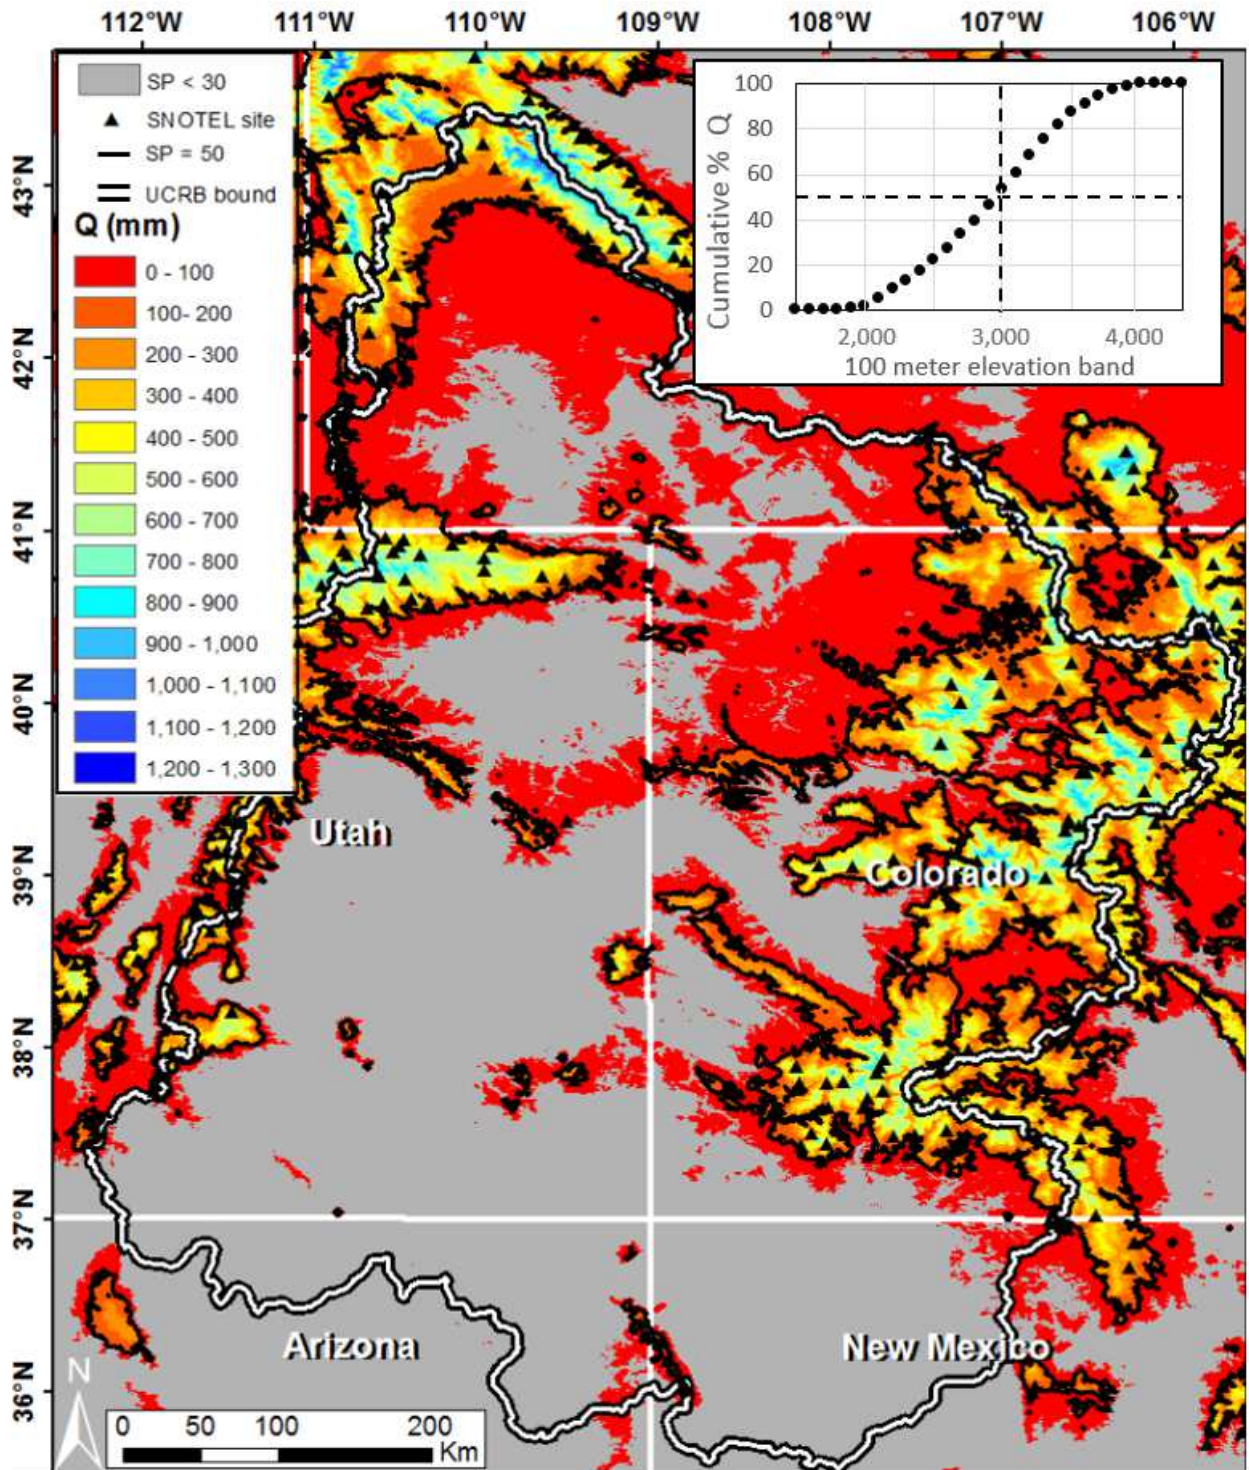 112°W 111°W 110°W 109°W 108°W 107°W 106°W
SP < 30
SNOTEL site
SP = 50
UCRB bound
Q (mm)
0 - 100
100- 200
200 - 300
300 - 400
400 - 500
500 - 600
600 - 700
700 - 800
800 - 900
900 - 1,000
1,000 - 1,100
1,100 - 1,200
1,200 - 1,300
Cumulative % Q
100
80
60
40
20
0
2,000 3,000 4,000
100 meter elevation band
43°N
42°N
41°N
40°N
39°N
38°N
37°N
36°N
Utah
Colorado
Arizona
New Mexico
N
0 50 100 200
Km